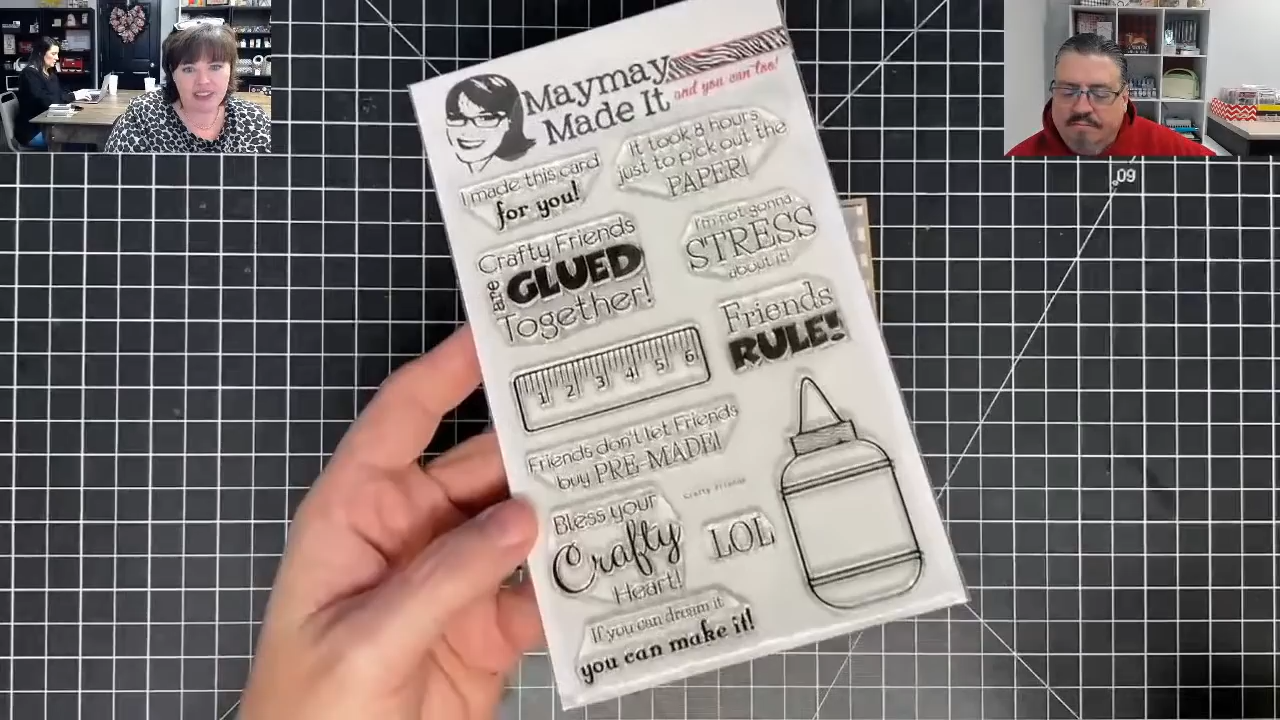 Maymay
Made It
and you can too!
I made this card
for you!
It took 8 hours
just to pick out the
PAPER!
Crafty Friends
are GLUED
Together!
I'm not gonna
STRESS
about it!
Friends
RULE!
1 2 3 4 5 6
Friends don't let Friends
buy PRE-MADE!
Crafty Friends
Bless your
Crafty
Heart!
LOL
If you can dream it
you can make it!
09